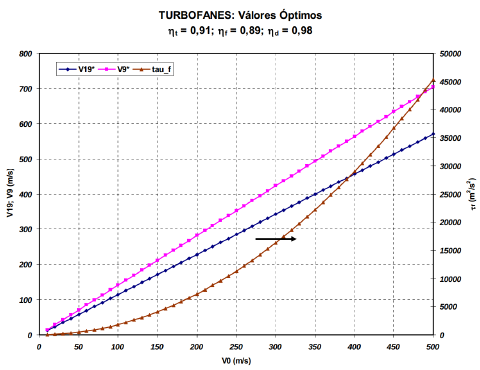 TURBOFANES: Válores Óptimos
ηt = 0,91; ηf = 0,89; ηd = 0,98
V19* V9* tau_f
800 50000
700 45000
600 40000
500 35000
400 30000
300 25000
200 20000
100 15000
0 10000
5000
0
V19; V9 (m/s)
τf (m²/s²)
0 50 100 150 200 250 300 350 400 450 500
V0 (m/s)